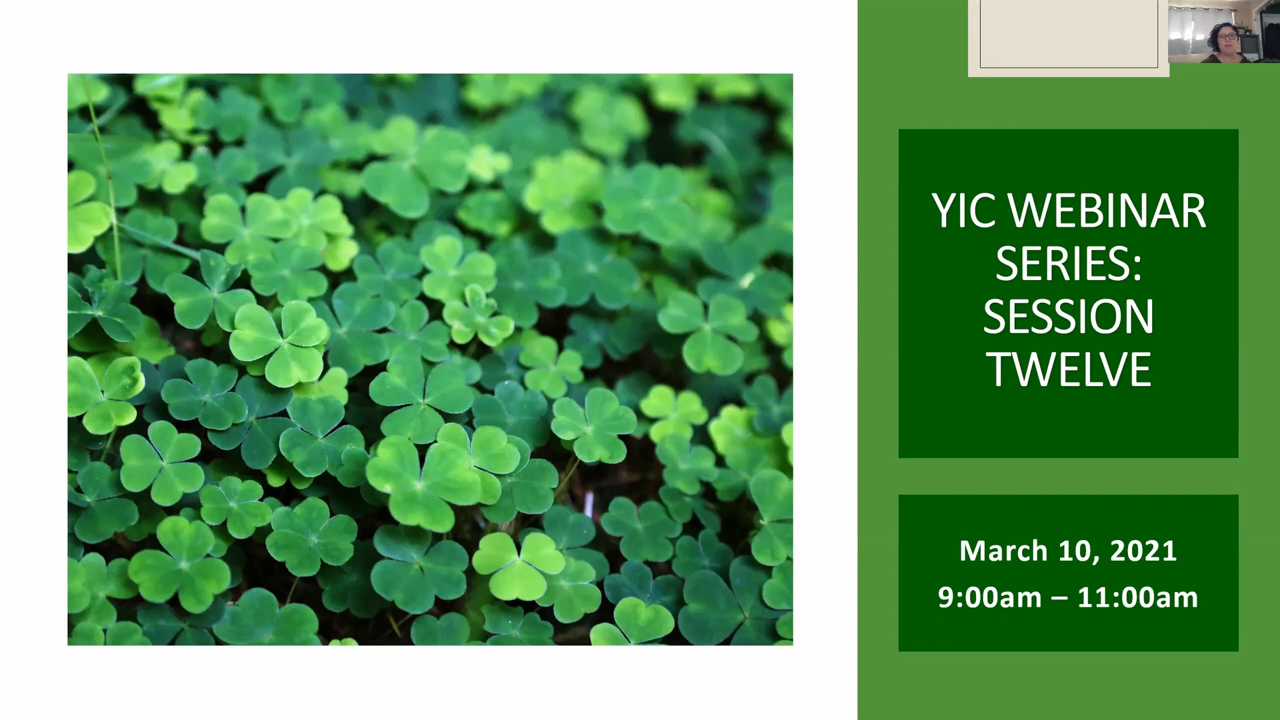 YIC WEBINAR
SERIES:
SESSION
TWELVE
March 10, 2021
9:00am – 11:00am